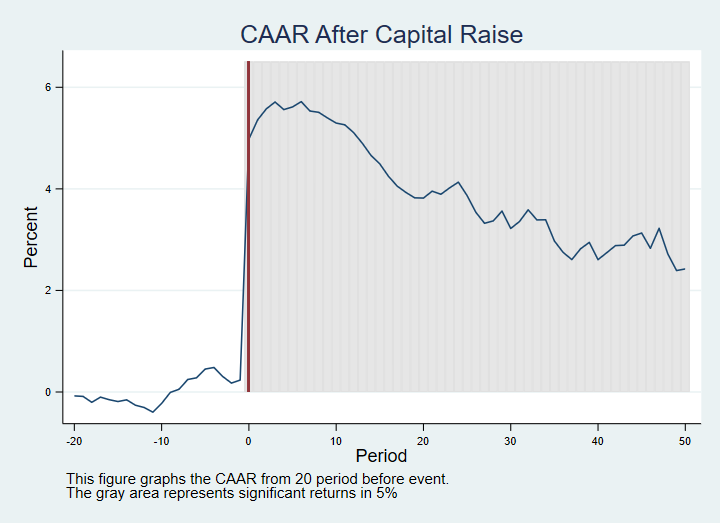 CAAR After Capital Raise
Percent
6
4
2
0
-20 -10 0 10 20 30 40 50
Period
This figure graphs the CAAR from 20 period before event.
The gray area represents significant returns in 5%